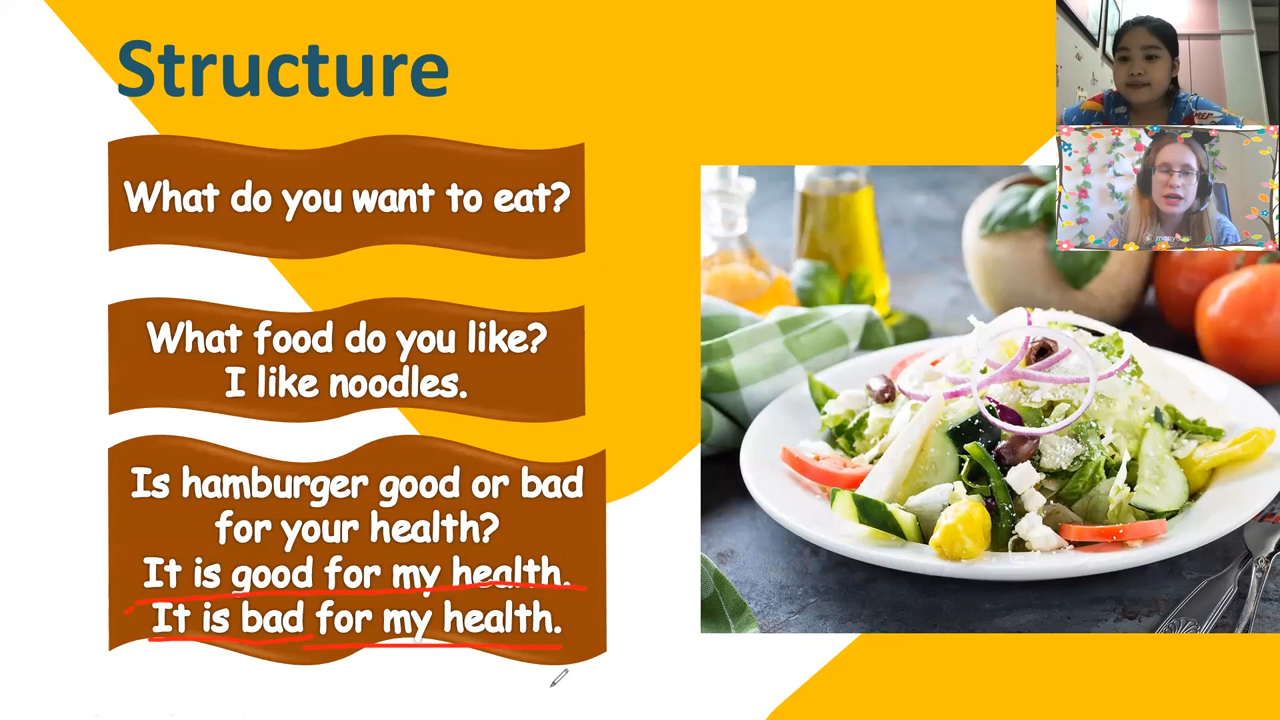 Structure
What do you want to eat?
What food do you like?
I like noodles.
Is hamburger good or bad
for your health?
It is good for my health.
It is bad for my health.